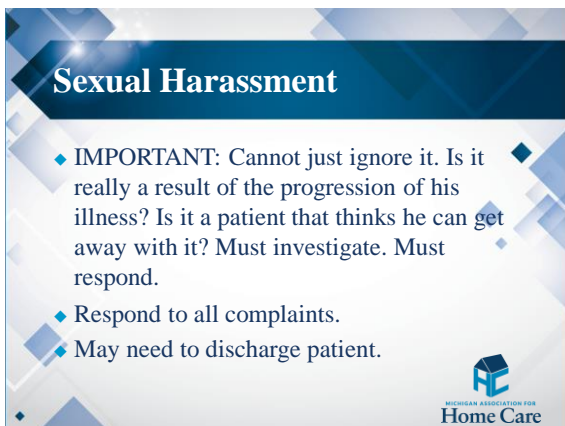 Sexual Harassment
IMPORTANT: Cannot just ignore it. Is it
really a result of the progression of his
illness? Is it a patient that thinks he can get
away with it? Must investigate. Must
respond.
Respond to all complaints.
May need to discharge patient.
HC
MICHIGAN ASSOCIATION FOR
Home Care